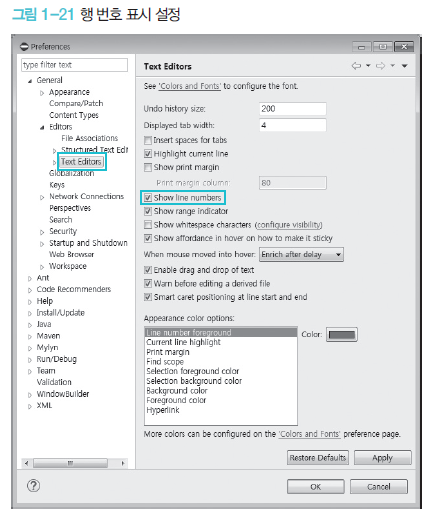 그림 1-21 행 번호 표시 설정
Preferences
type filter text
General
Appearance
Compare/Patch
Content Types
Editors
File Associations
Structured Text Edit
Text Editors
Globalization
Keys
Network Connections
Perspectives
Search
Security
Startup and Shutdown
Web Browser
Workspace
Ant
Code Recommenders
Help
Install/Update
Java
Maven
Mylyn
Run/Debug
Team
Validation
WindowBuilder
XML
Text Editors
See 'Colors and Fonts' to configure the font.
Undo history size: 200
Displayed tab width: 4
Insert spaces for tabs
Highlight current line
Show print margin
Print margin column: 80
Show line numbers
Show range indicator
Show whitespace characters (configure visibility)
Show affordance in hover on how to make it sticky
When mouse moved into hover: Enrich after delay
Enable drag and drop of text
Warn before editing a derived file
Smart caret positioning at line start and end
Appearance color options:
Line number foreground
Current line highlight
Print margin
Find scope
Selection foreground color
Selection background color
Background color
Foreground color
Hyperlink
Color:
More colors can be configured on the 'Colors and Fonts' preference page.
Restore Defaults Apply
OK Cancel